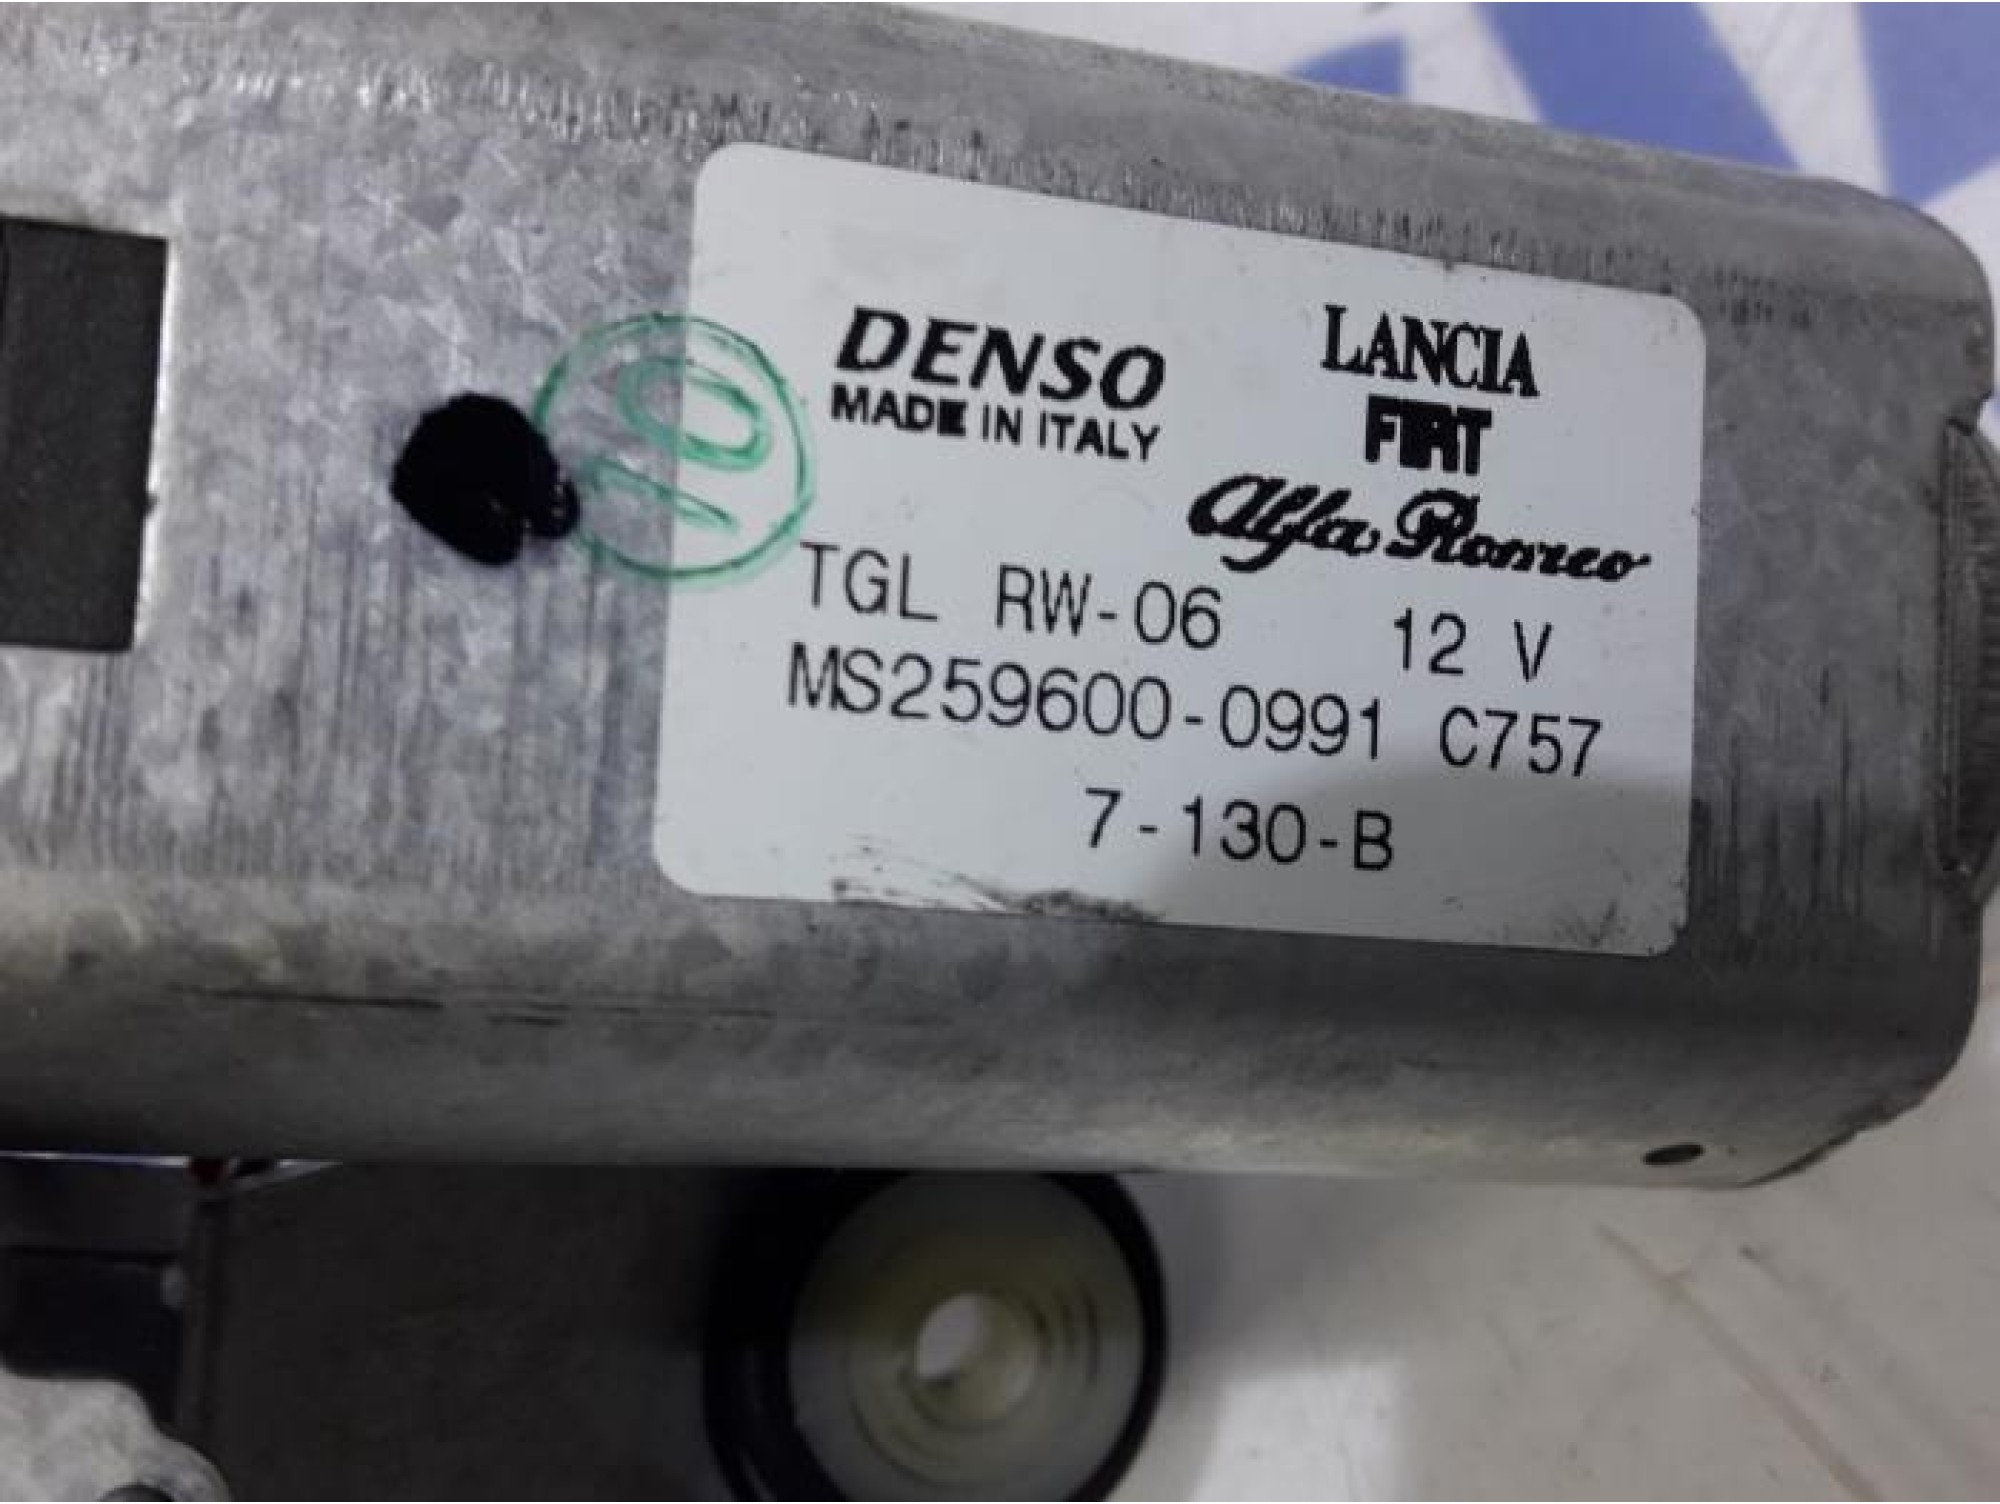 DENSO
MADE IN ITALY
LANCIA
FIAT
Alfa Romeo
TGL RW-06 12 V
MS259600-0991 C757
7-130-B